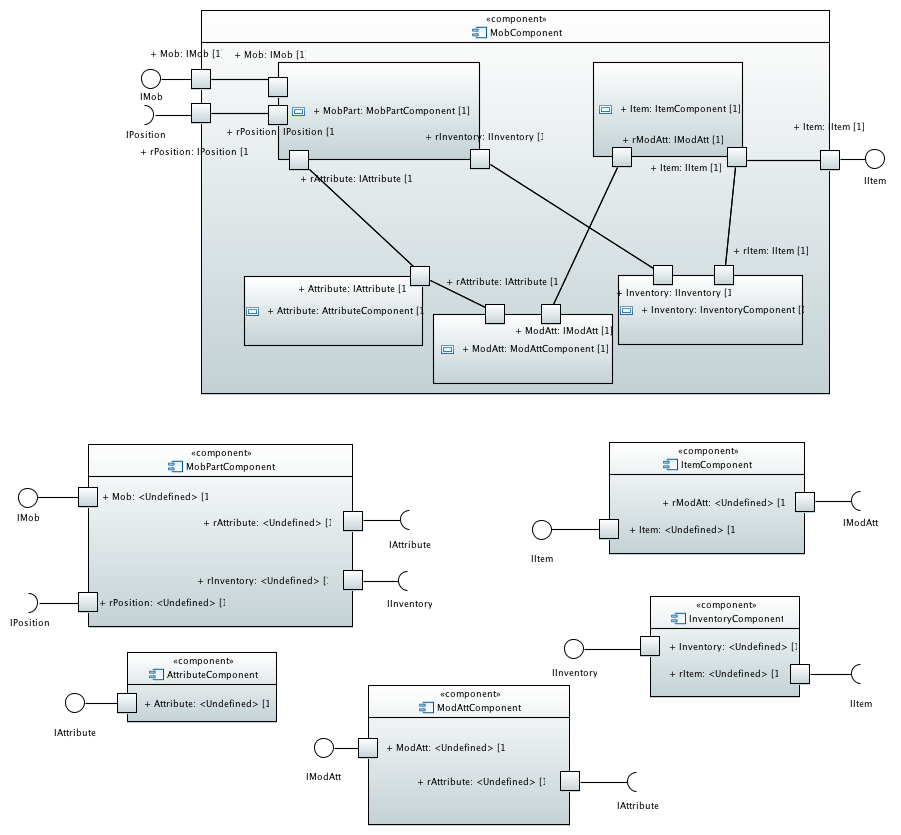 «component»
MobComponent
+ Mob: IMob [1]
+ Mob: IMob [1]
IMob
+ MobPart: MobPartComponent [1]
+ Item: ItemComponent [1]
IPosition
+ rPosition: IPosition [1
+ rInventory: IInventory [1]
+ rModAtt: IModAtt [1]
+ Item: IItem [1]
+ rPosition: IPosition [1
+ rAttribute: IAttribute [1
+ Item: IItem [1]
IItem
+ rItem: IItem [1]
+ Attribute: IAttribute [1
+ rAttribute: IAttribute [1
+ Inventory: IInventory [1
+ Attribute: AttributeComponent [1
+ Inventory: InventoryComponent [
+ ModAtt: IModAtt [1]
+ ModAtt: ModAttComponent [1]
«component»
MobPartComponent
+ Mob: <Undefined> [1
IMob
+ rAttribute: <Undefined> [1
IAttribute
+ rInventory: <Undefined> [1
IInventory
+ rPosition: <Undefined> [1
IPosition
«component»
ItemComponent
+ rModAtt: <Undefined> [1
IModAtt
+ Item: <Undefined> [1
IItem
«component»
InventoryComponent
+ Inventory: <Undefined> [1
IInventory
+ rItem: <Undefined> [1
IItem
«component»
AttributeComponent
+ Attribute: <Undefined> [1
IAttribute
«component»
ModAttComponent
+ ModAtt: <Undefined> [1
IModAtt
+ rAttribute: <Undefined> [1
IAttribute